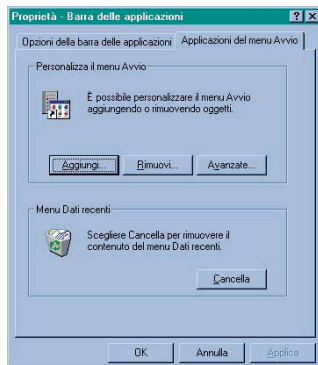 Proprietà - Barra delle applicazioni
Opzioni della barra delle applicazioni
Applicazioni del menu Avvio
Personalizza il menu Avvio
È possibile personalizzare il menu Avvio
aggiungendo o rimuovendo oggetti.
Aggiungi...
Rimuovi...
Avanzate...
Menu Dati recenti
Scegliere Cancella per rimuovere il
contenuto del menu Dati recenti.
Cancella
OK
Annulla
Applica